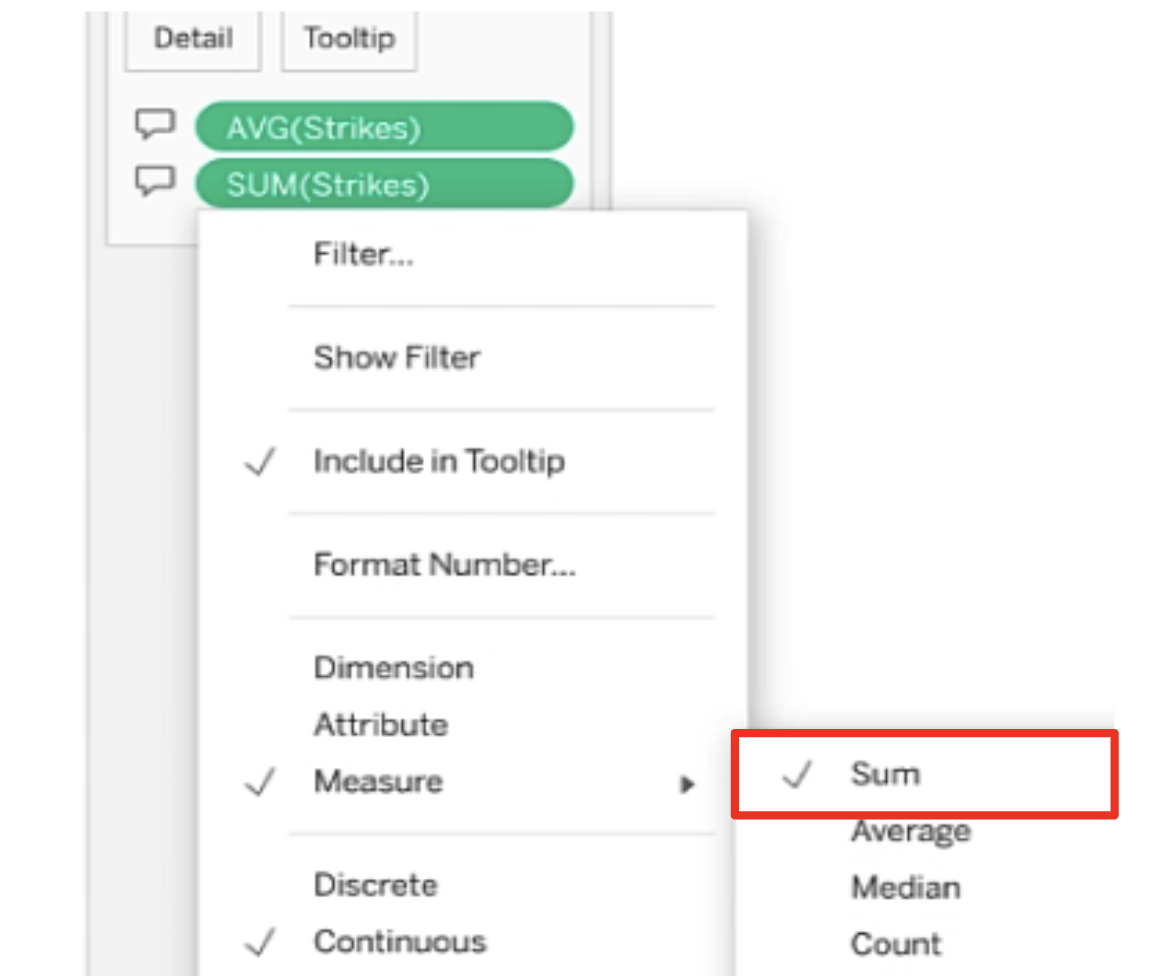 Detail Tooltip
AVG(Strikes)
SUM(Strikes)
Filter...
Show Filter
Include in Tooltip
Format Number...
Dimension
Attribute
Measure
Sum
Average
Discrete
Median
Continuous
Count